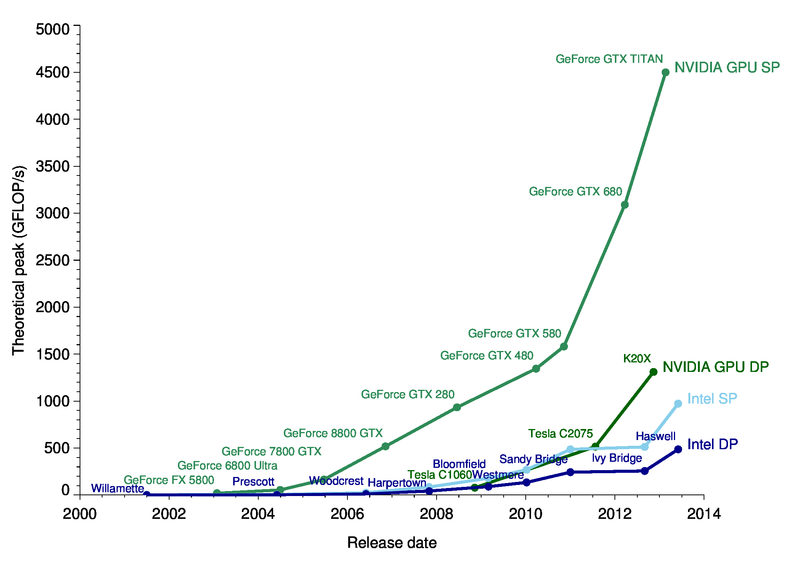 5000
4500
4000
3500
3000
2500
2000
1500
1000
500
0
Theoretical peak (GFLOP/s)
2000
2002
2004
2006
2008
2010
2012
2014
Release date
GeForce GTX TITAN
NVIDIA GPU SP
GeForce GTX 680
GeForce GTX 580
GeForce GTX 480
GeForce GTX 280
GeForce 8800 GTX
GeForce 7800 GTX
GeForce 6800 Ultra
GeForce FX 5800
K20X
NVIDIA GPU DP
Tesla C2075
Tesla C1060
Intel SP
Intel DP
Haswell
Ivy Bridge
Sandy Bridge
Westmere
Bloomfield
Harpertown
Woodcrest
Prescott
Willamette